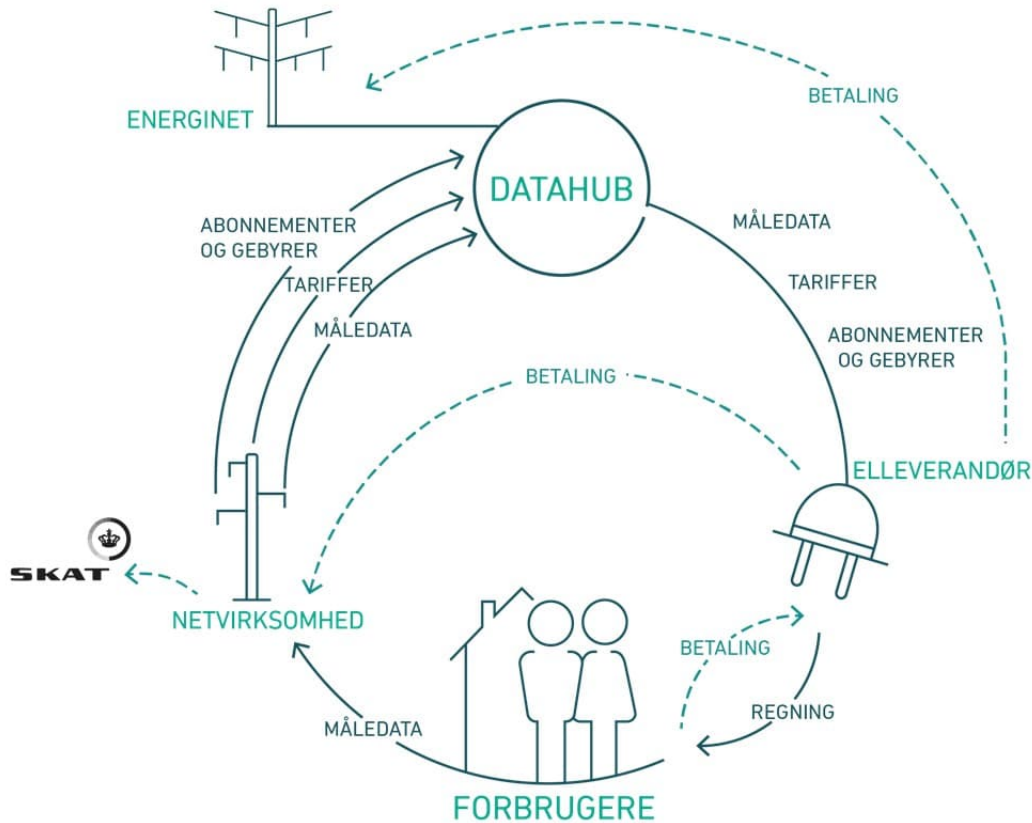 BETALING
ENERGINET
DATAHUB
ABONNEMENTER
OG GEBYRER
MÅLEDATA
TARIFFER
TARIFFER
MÅLEDATA
ABONNEMENTER
OG GEBYRER
BETALING
ELLEVERANDØR
SKAT
NETVIRKSOMHED
BETALING
MÅLEDATA
REGNING
FORBRUGERE